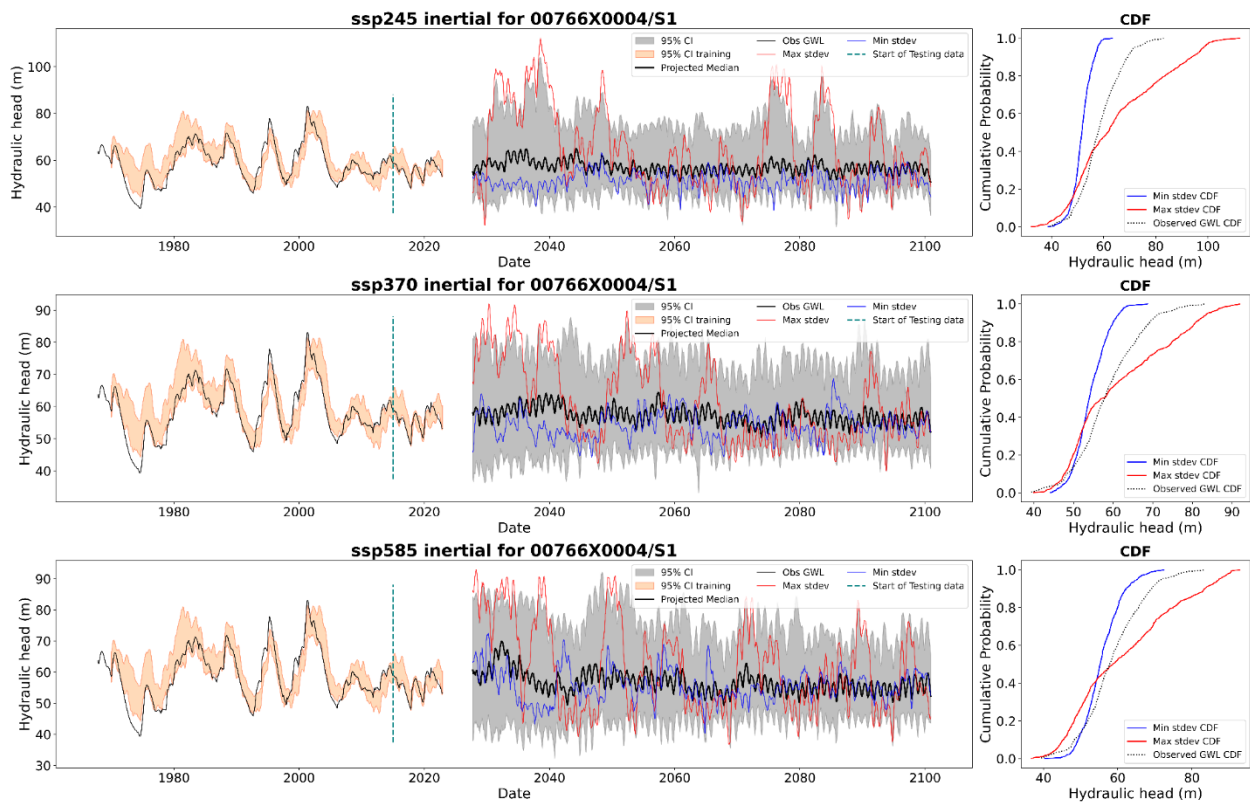 ssp245 inertial for 00766X0004/S1
CDF
Hydraulic head (m)
100
80
60
40
95% CI
95% CI training
Projected Median
Obs GWL
Max stdev
Min stdev
Start of Testing data
1980 2000 2020 2040 2060 2080 2100
Date
Cumulative Probability
1.0
0.8
0.6
0.4
0.2
0.0
Min stdev CDF
Max stdev CDF
Observed GWL CDF
40 60 80 100
Hydraulic head (m)
ssp370 inertial for 00766X0004/S1
CDF
Hydraulic head (m)
90
80
70
60
50
40
95% CI
95% CI training
Projected Median
Obs GWL
Max stdev
Min stdev
Start of Testing data
1980 2000 2020 2040 2060 2080 2100
Date
Cumulative Probability
1.0
0.8
0.6
0.4
0.2
0.0
Min stdev CDF
Max stdev CDF
Observed GWL CDF
40 50 60 70 80 90
Hydraulic head (m)
ssp585 inertial for 00766X0004/S1
CDF
Hydraulic head (m)
90
80
70
60
50
40
30
95% CI
95% CI training
Projected Median
Obs GWL
Max stdev
Min stdev
Start of Testing data
1980 2000 2020 2040 2060 2080 2100
Date
Cumulative Probability
1.0
0.8
0.6
0.4
0.2
0.0
Min stdev CDF
Max stdev CDF
Observed GWL CDF
40 60 80
Hydraulic head (m)